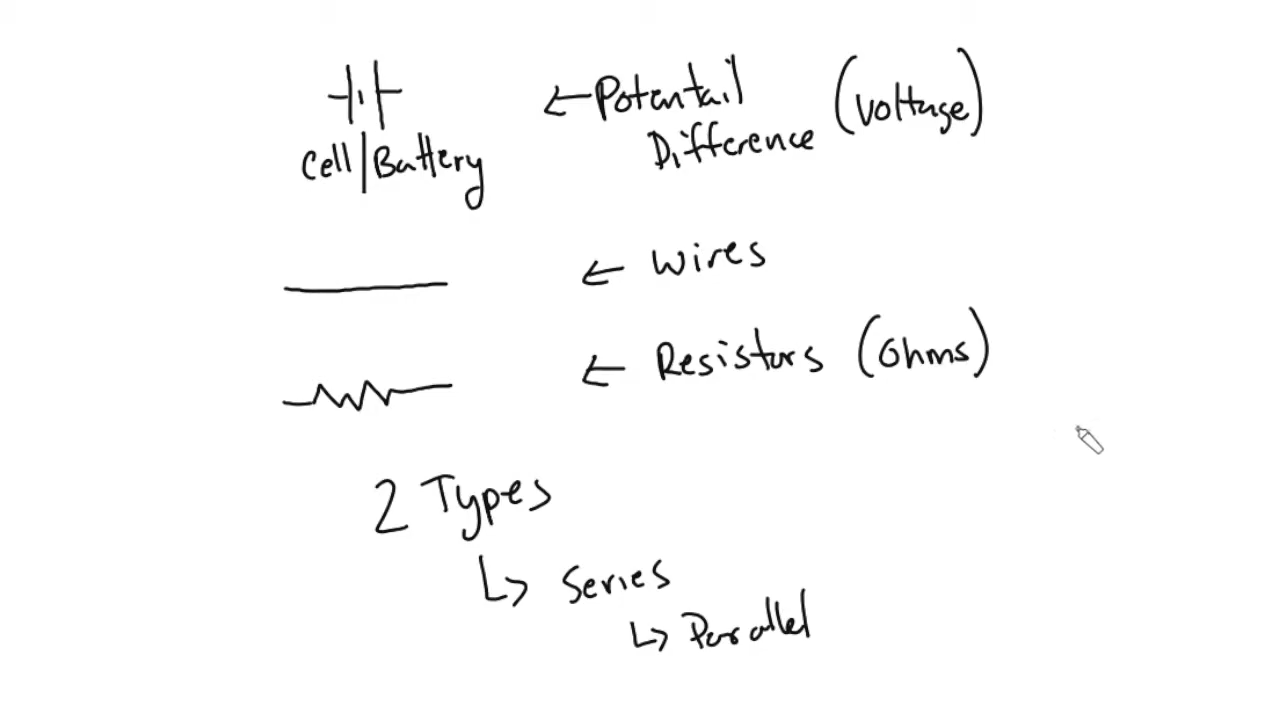 ← Potentail
Difference (Voltage)
Cell/Battery
← Wires
← Resistors (Ohms)
2 Types
↳ Series
↳ Parallel